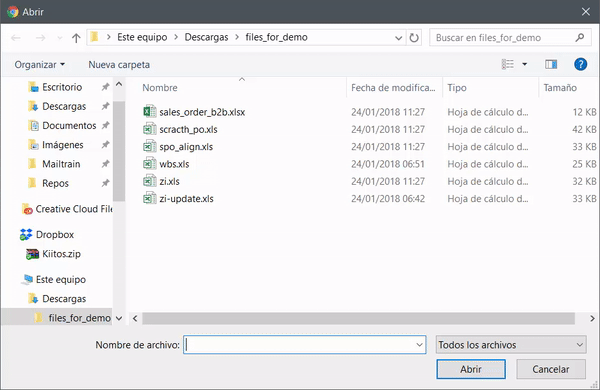 Abrir
Este equipo > Descargas > files_for_demo
Buscar en files_for_demo
Organizar
Nueva carpeta
Nombre
Fecha de modifica...
Tipo
Tamaño
Escritorio
Descargas
Documentos
Imágenes
Mailtrain
Repos
Creative Cloud File
Dropbox
Kiitos.zip
Este equipo
Descargas
files_for_demo
sales_order_b2b.xlsx 24/01/2018 11:27 Hoja de cálculo d... 12 KB
scracth_po.xls 24/01/2018 11:27 Hoja de cálculo d... 42 KB
spo_align.xls 24/01/2018 11:27 Hoja de cálculo d... 33 KB
wbs.xls 24/01/2018 06:51 Hoja de cálculo d... 25 KB
zi.xls 24/01/2018 11:27 Hoja de cálculo d... 32 KB
zi-update.xls 24/01/2018 06:42 Hoja de cálculo d... 33 KB
Nombre de archivo:
Todos los archivos
Abrir
Cancelar